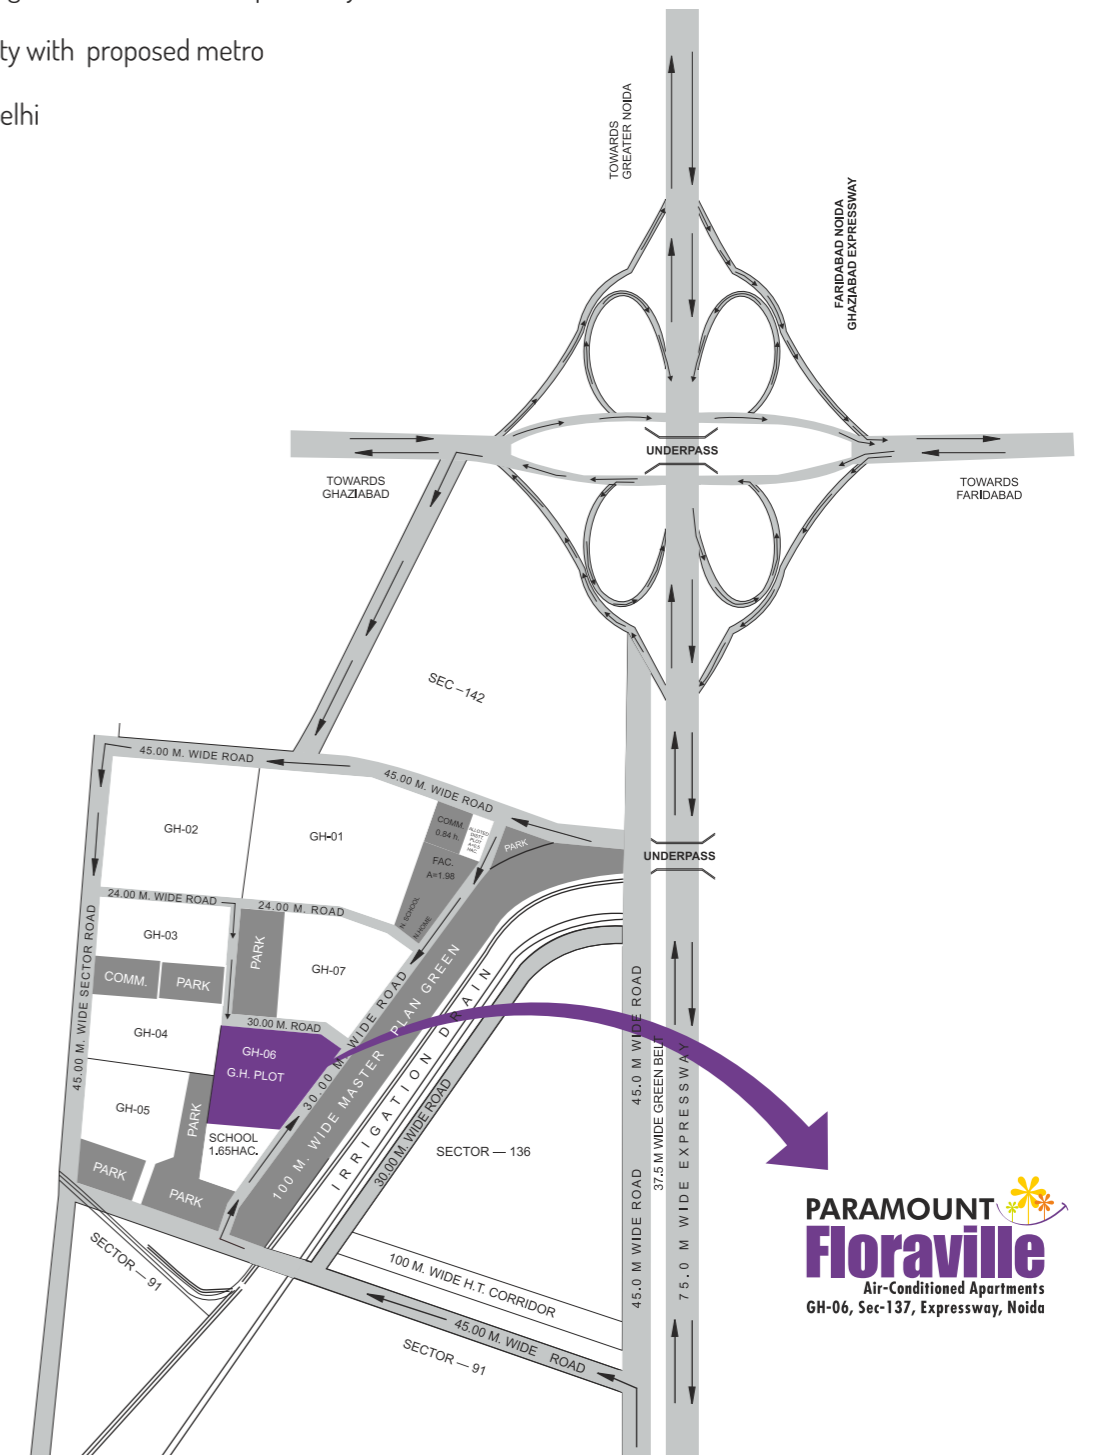 ty with proposed metro
elhi
TOWARDS
GREATER NOIDA
FARIDABAD NOIDA
GHAZIABAD EXPRESSWAY
UNDERPASS
TOWARDS
GHAZIABAD
TOWARDS
FARIDABAD
SEC –142
45.00 M. WIDE ROAD
45.00 M. WIDE ROAD
GH-02
GH-01
COMM.
0.84 h.
PARK
UNDERPASS
FAC.
A=1.98
N. SCHOOL
N.HOME
24.00 M. WIDE ROAD
24.00 M. ROAD
GH-03
PARK
GH-07
COMM.
PARK
45.00 M. WIDE SECTOR ROAD
GH-04
30.00 M. ROAD
GH-06
G.H. PLOT
30.00 M. WIDE ROAD
100 M. WIDE MASTER PLAN GREEN
IRRIGATION DRAIN
30.00 M. WIDE ROAD
45.0 M WIDE ROAD
37.5 M WIDE GREEN BELT
75.0 M WIDE EXPRESSWAY
GH-05
PARK
SCHOOL
1.65HAC.
SECTOR — 136
PARK
PARK
45.0 M WIDE ROAD
SECTOR — 91
100 M. WIDE H.T. CORRIDOR
45.00 M. WIDE ROAD
SECTOR — 91
PARAMOUNT
Floraville
Air-Conditioned Apartments
GH-06, Sec-137, Expressway, Noida